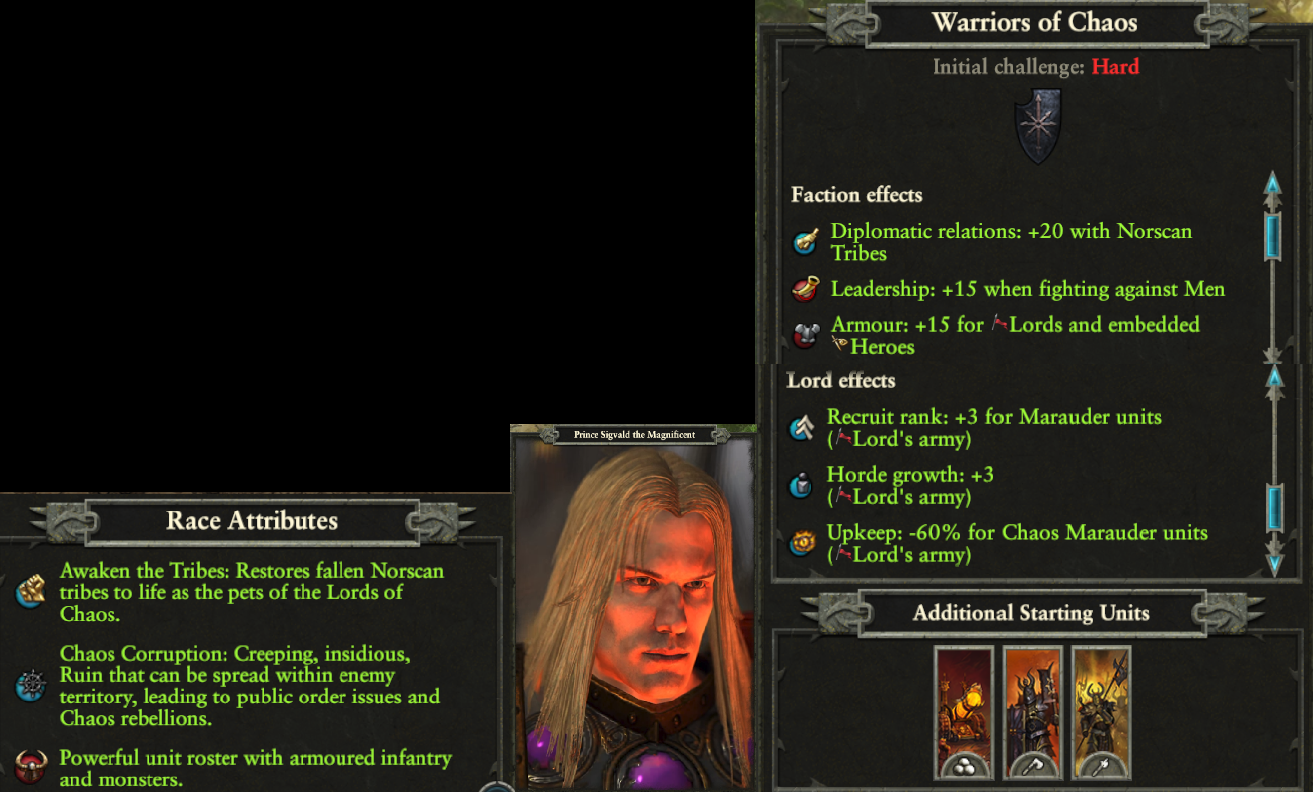 Warriors of Chaos
Initial challenge: Hard
Faction effects
Diplomatic relations: +20 with Norscan
Tribes
Leadership: +15 when fighting against Men
Armour: +15 for Lords and embedded
Heroes
Lord effects
Recruit rank: +3 for Marauder units
(Lord's army)
Horde growth: +3
(Lord's army)
Upkeep: -60% for Chaos Marauder units
(Lord's army)
Additional Starting Units
Prince Sigvald the Magnificent
Race Attributes
Awaken the Tribes: Restores fallen Norscan
tribes to life as the pets of the Lords of
Chaos.
Chaos Corruption: Creeping, insidious,
Ruin that can be spread within enemy
territory, leading to public order issues and
Chaos rebellions.
Powerful unit roster with armoured infantry
and monsters.